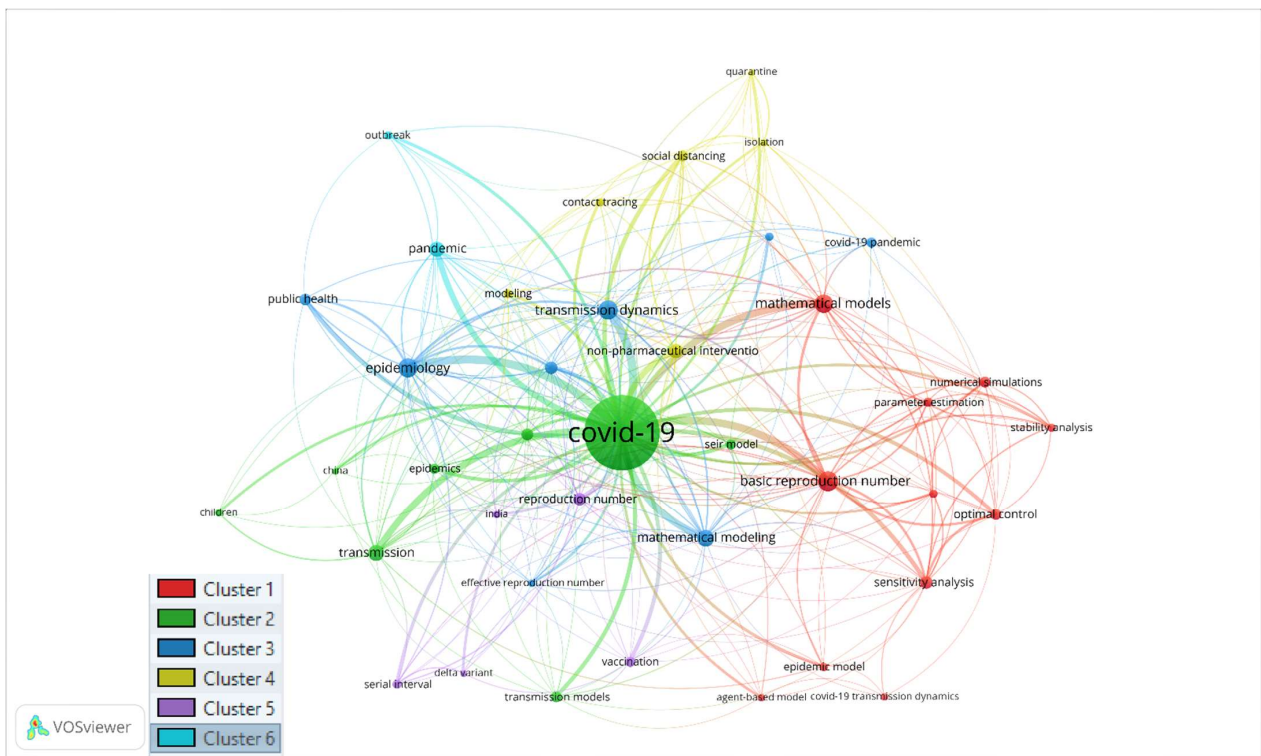 quarantine
outbreak
isolation
social distancing
contact tracing
covid-19 pandemic
pandemic
modeling
public health
mathematical models
transmission dynamics
non-pharmaceutical interventio
epidemiology
numerical simulations
parameter estimation
stability analysis
covid-19
seir model
china
epidemics
basic reproduction number
reproduction number
children
india
optimal control
mathematical modeling
transmission
effective reproduction number
sensitivity analysis
vaccination
epidemic model
delta variant
serial interval
transmission models
agent-based model
covid-19 transmission dynamics
Cluster 1
Cluster 2
Cluster 3
Cluster 4
Cluster 5
Cluster 6
VOSviewer